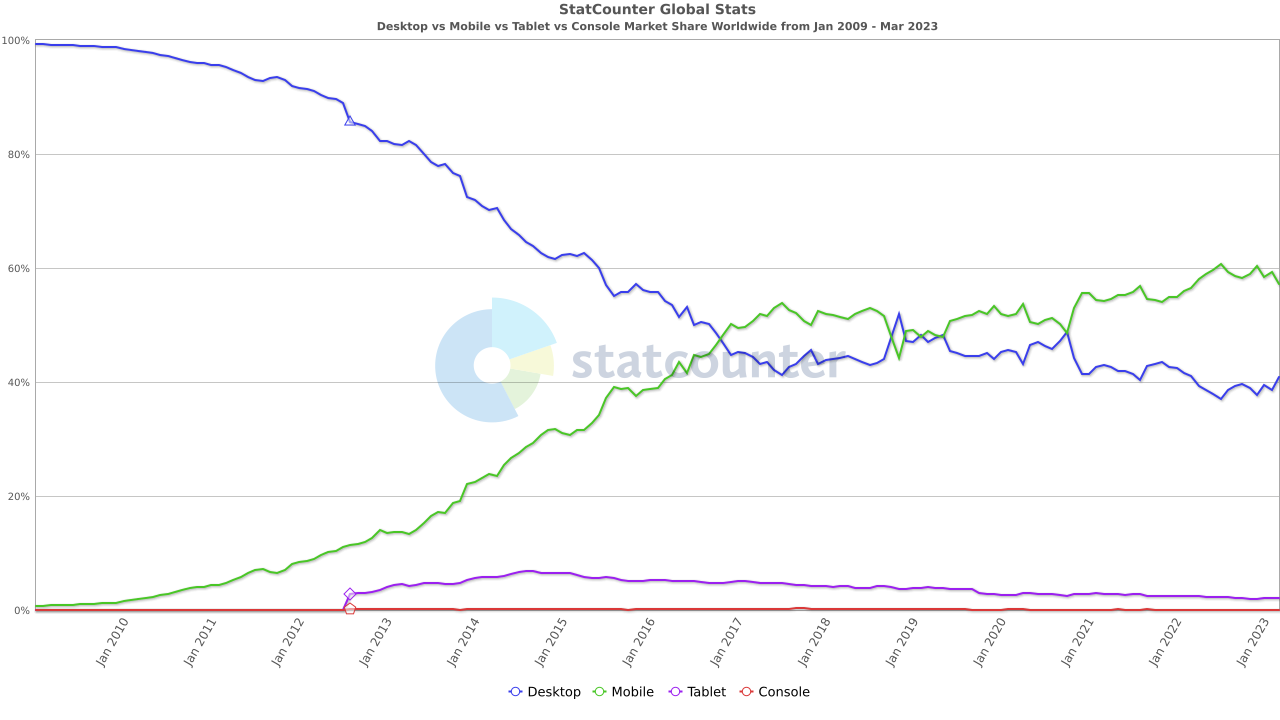 StatCounter Global Stats
Desktop vs Mobile vs Tablet vs Console Market Share Worldwide from Jan 2009 - Mar 2023
100%
80%
60%
statcounter
40%
20%
0%
Jan 2010
Jan 2011
Jan 2012
Jan 2013
Jan 2014
Jan 2015
Jan 2016
Jan 2017
Jan 2018
Jan 2019
Jan 2020
Jan 2021
Jan 2022
Jan 2023
Desktop Mobile Tablet Console